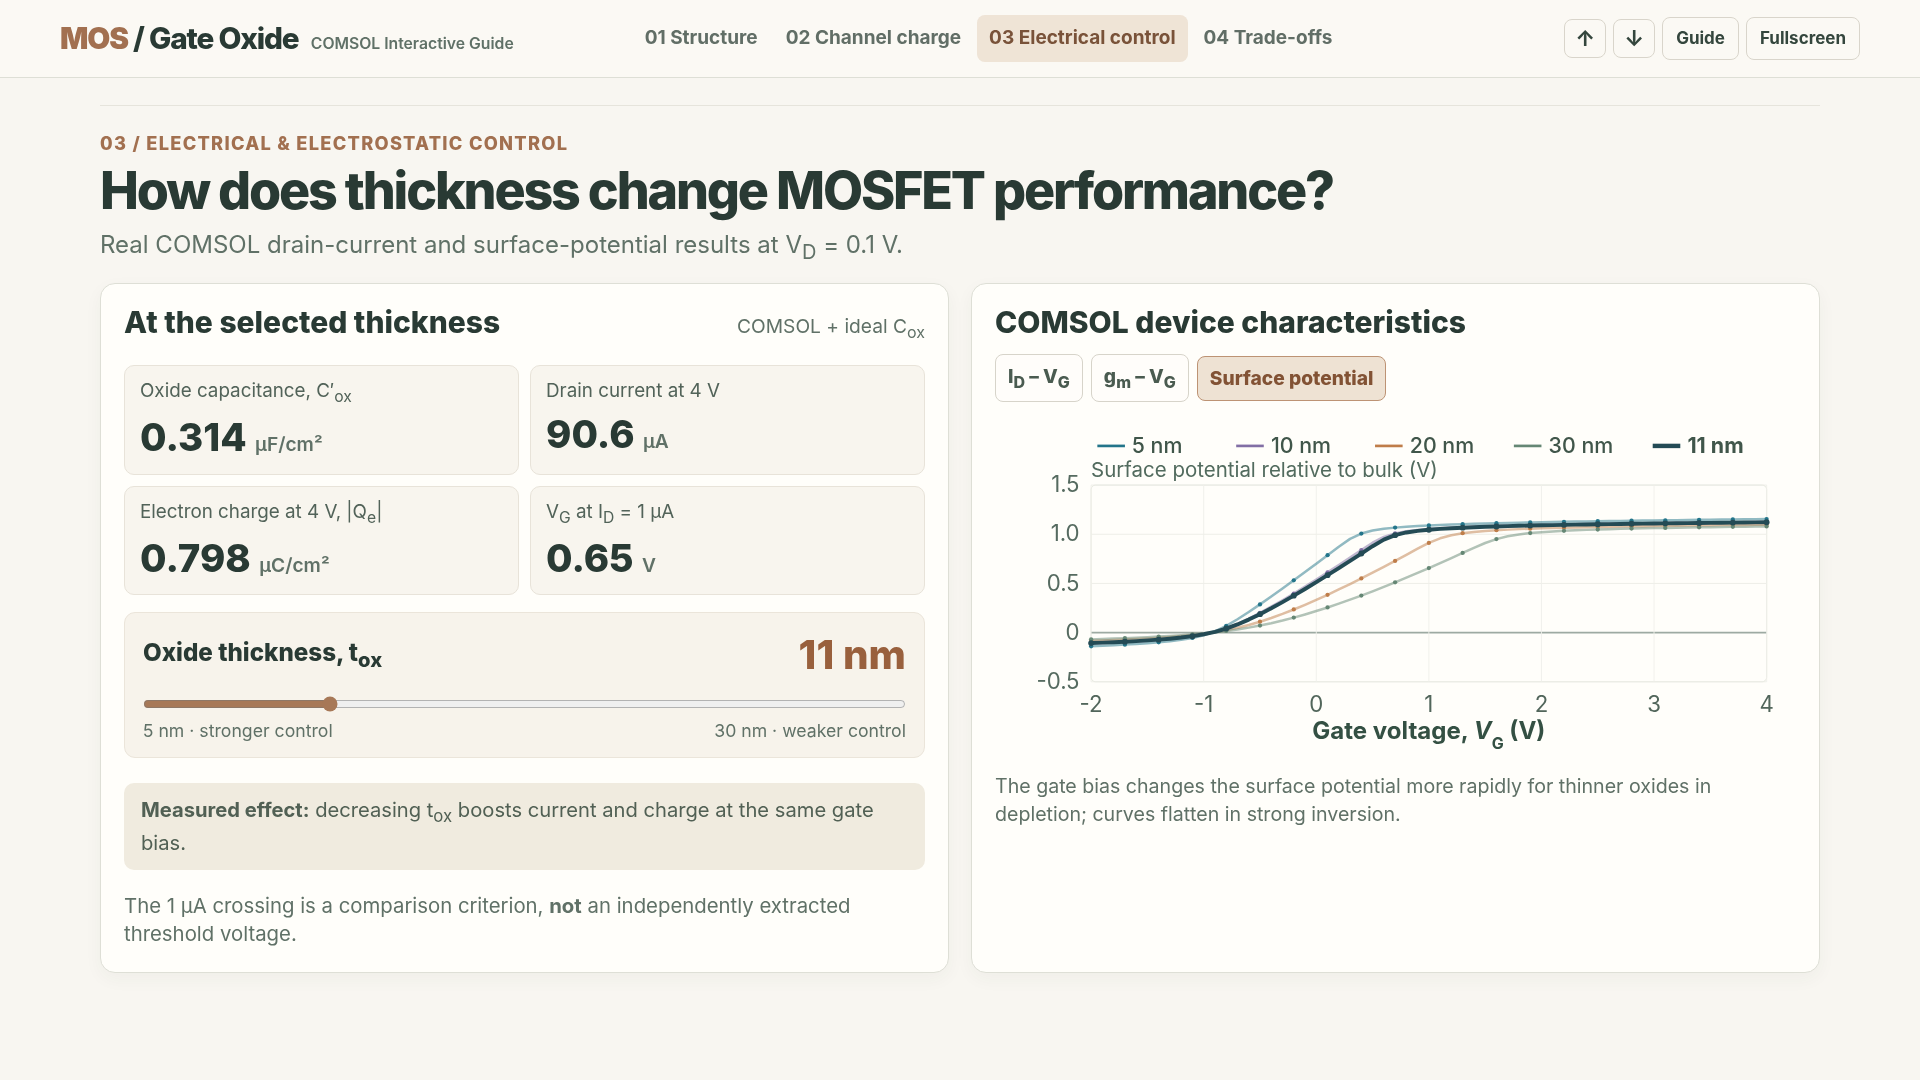 MOS / Gate Oxide COMSOL Interactive Guide
01 Structure 02 Channel charge 03 Electrical control 04 Trade-offs
↑ ↓ Guide Fullscreen
03 / ELECTRICAL & ELECTROSTATIC CONTROL
How does thickness change MOSFET performance?
Real COMSOL drain-current and surface-potential results at VD = 0.1 V.
At the selected thickness
COMSOL + ideal Cox
Oxide capacitance, C′ox
0.314 µF/cm²
Drain current at 4 V
90.6 µA
Electron charge at 4 V, |Qe|
0.798 µC/cm²
VG at ID = 1 µA
0.65 V
Oxide thickness, tox
11 nm
5 nm · stronger control
30 nm · weaker control
Measured effect: decreasing tox boosts current and charge at the same gate
bias.
The 1 µA crossing is a comparison criterion, not an independently extracted
threshold voltage.
COMSOL device characteristics
ID – VG gm – VG Surface potential
5 nm 10 nm 20 nm 30 nm 11 nm
Surface potential relative to bulk (V)
1.5
1.0
0.5
0
-0.5
-2 -1 0 1 2 3 4
Gate voltage, VG (V)
The gate bias changes the surface potential more rapidly for thinner oxides in
depletion; curves flatten in strong inversion.